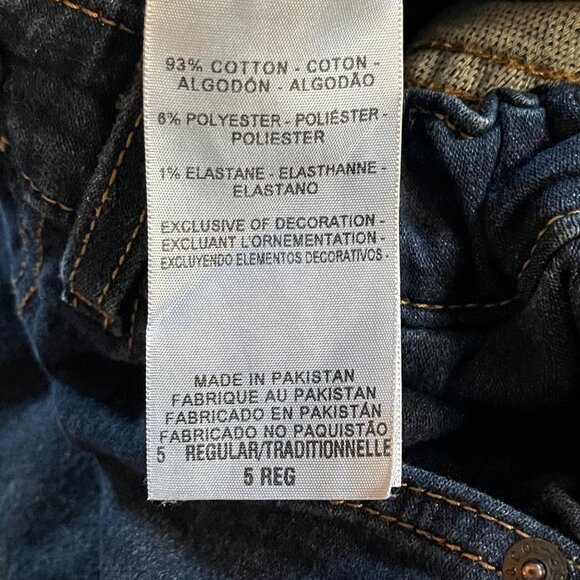 93% COTTON - COTON -
ALGODÓN - ALGODÃO
6% POLYESTER - POLIÉSTER -
POLIESTER
1% ELASTANE - ELASTHANNE -
ELASTANO
EXCLUSIVE OF DECORATION -
EXCLUANT L'ORNEMENTATION -
EXCLUYENDO ELEMENTOS DECORATIVOS -
MADE IN PAKISTAN
FABRIQUE AU PAKISTAN
FABRICADO EN PAKISTÁN
FABRICADO NO PAQUISTÃO
5 REGULAR/TRADITIONNELLE
5 REG